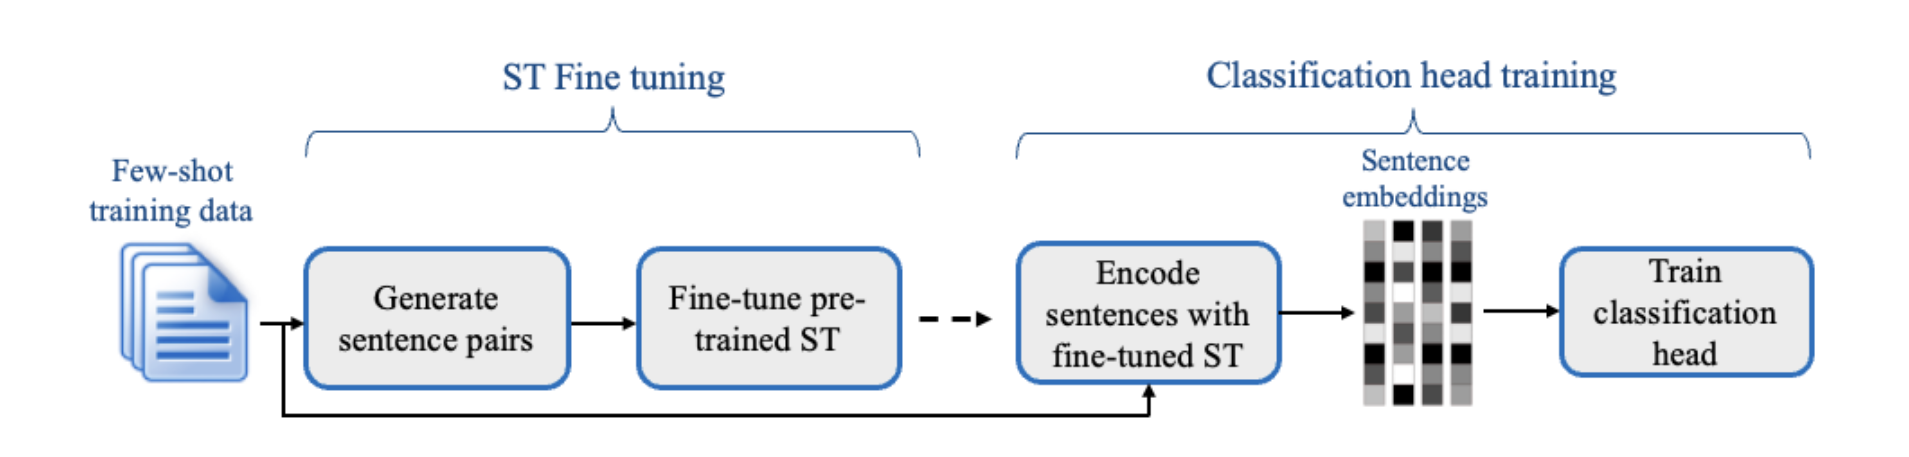 ST Fine tuning
Classification head training
Few-shot
training data
Generate
sentence pairs
Fine-tune pre-
trained ST
Encode
sentences with
fine-tuned ST
Sentence
embeddings
Train
classification
head